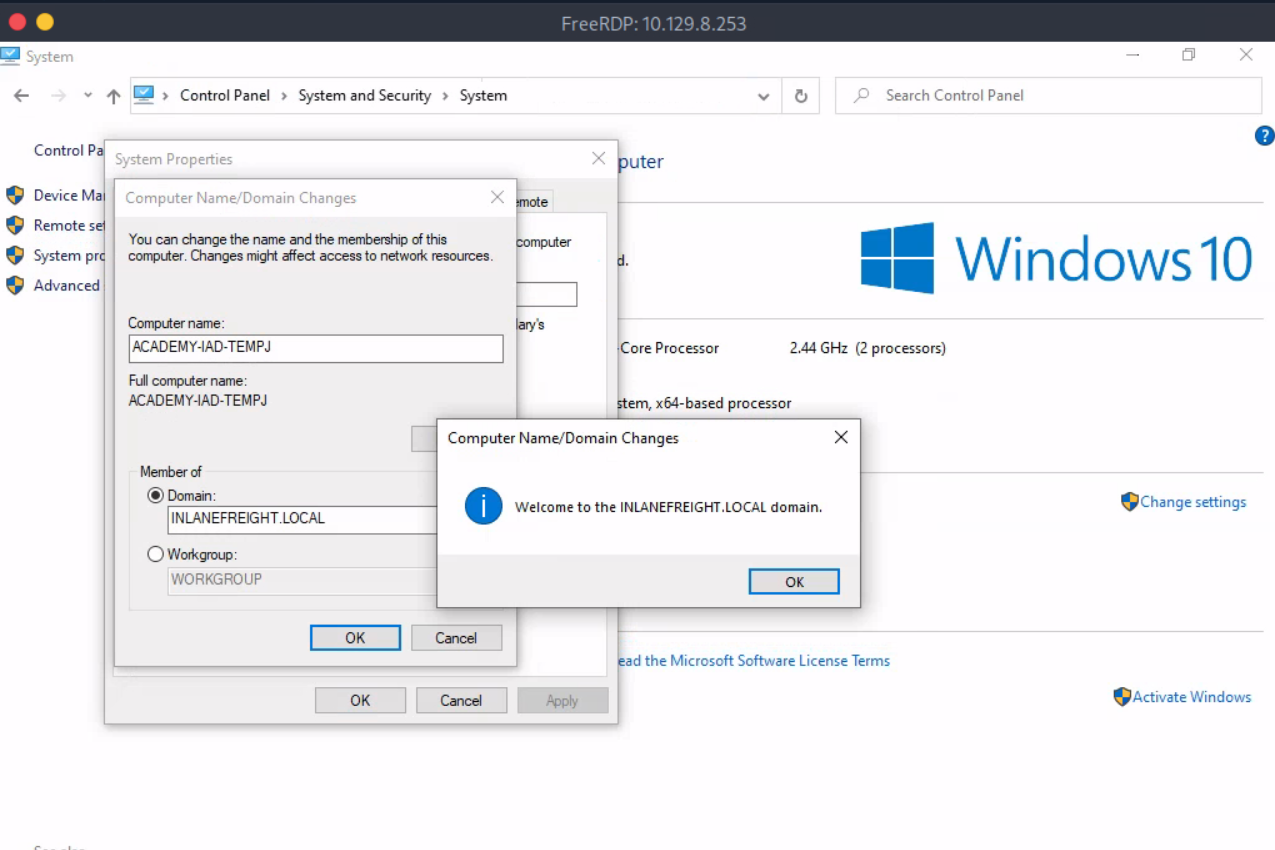 FreeRDP: 10.129.8.253
System
Control Panel > System and Security > System
Search Control Panel
Control Pa
System Properties
puter
?
Device Mar
Computer Name/Domain Changes
emote
Remote set
You can change the name and the membership of this
computer. Changes might affect access to network resources.
computer
System pro
d.
Windows 10
Advanced
Computer name:
ary's
ACADEMY-IAD-TEMPJ
-Core Processor
2.44 GHz (2 processors)
Full computer name:
ACADEMY-IAD-TEMPJ
stem, x64-based processor
Computer Name/Domain Changes
Member of
Domain:
INLANEFREIGHT.LOCAL
Welcome to the INLANEFREIGHT.LOCAL domain.
Change settings
Workgroup:
WORKGROUP
OK
OK
Cancel
ead the Microsoft Software License Terms
OK
Cancel
Apply
Activate Windows